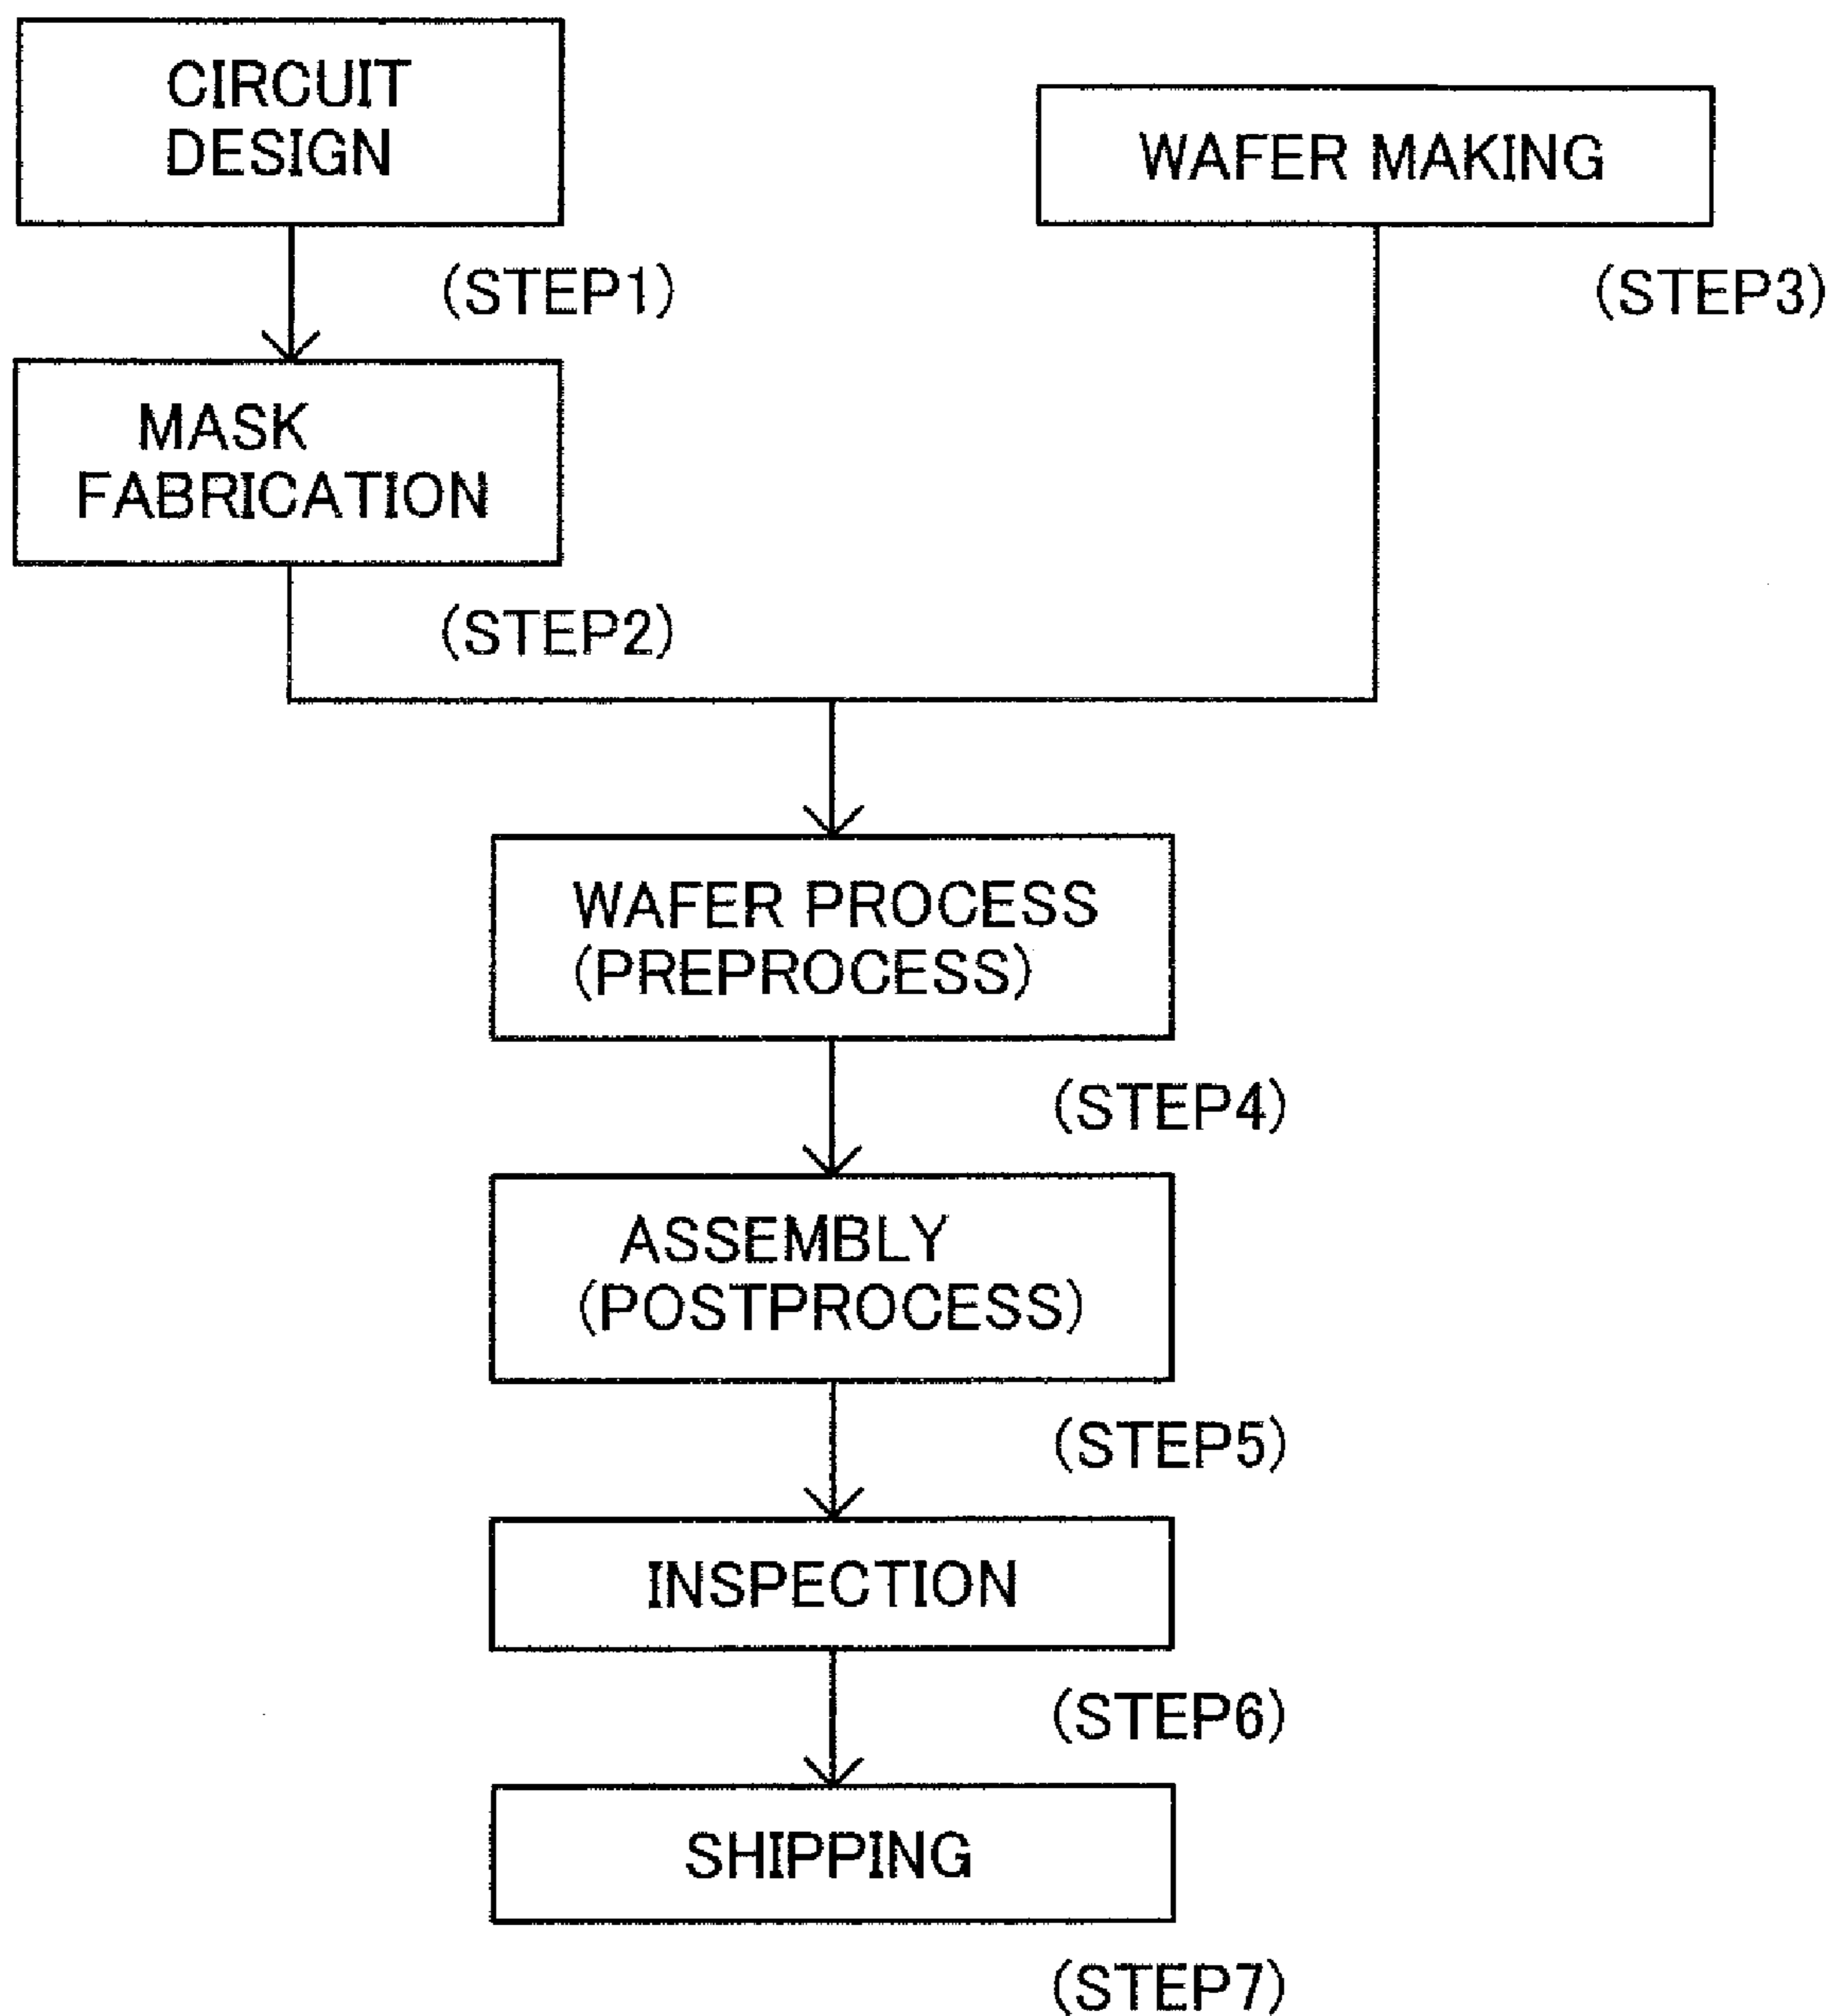 CIRCUIT
DESIGN
(STEP1)
MASK
FABRICATION
(STEP2)
WAFER MAKING
(STEP3)
WAFER PROCESS
(PREPROCESS)
(STEP4)
ASSEMBLY
(POSTPROCESS)
(STEP5)
INSPECTION
(STEP6)
SHIPPING
(STEP7)